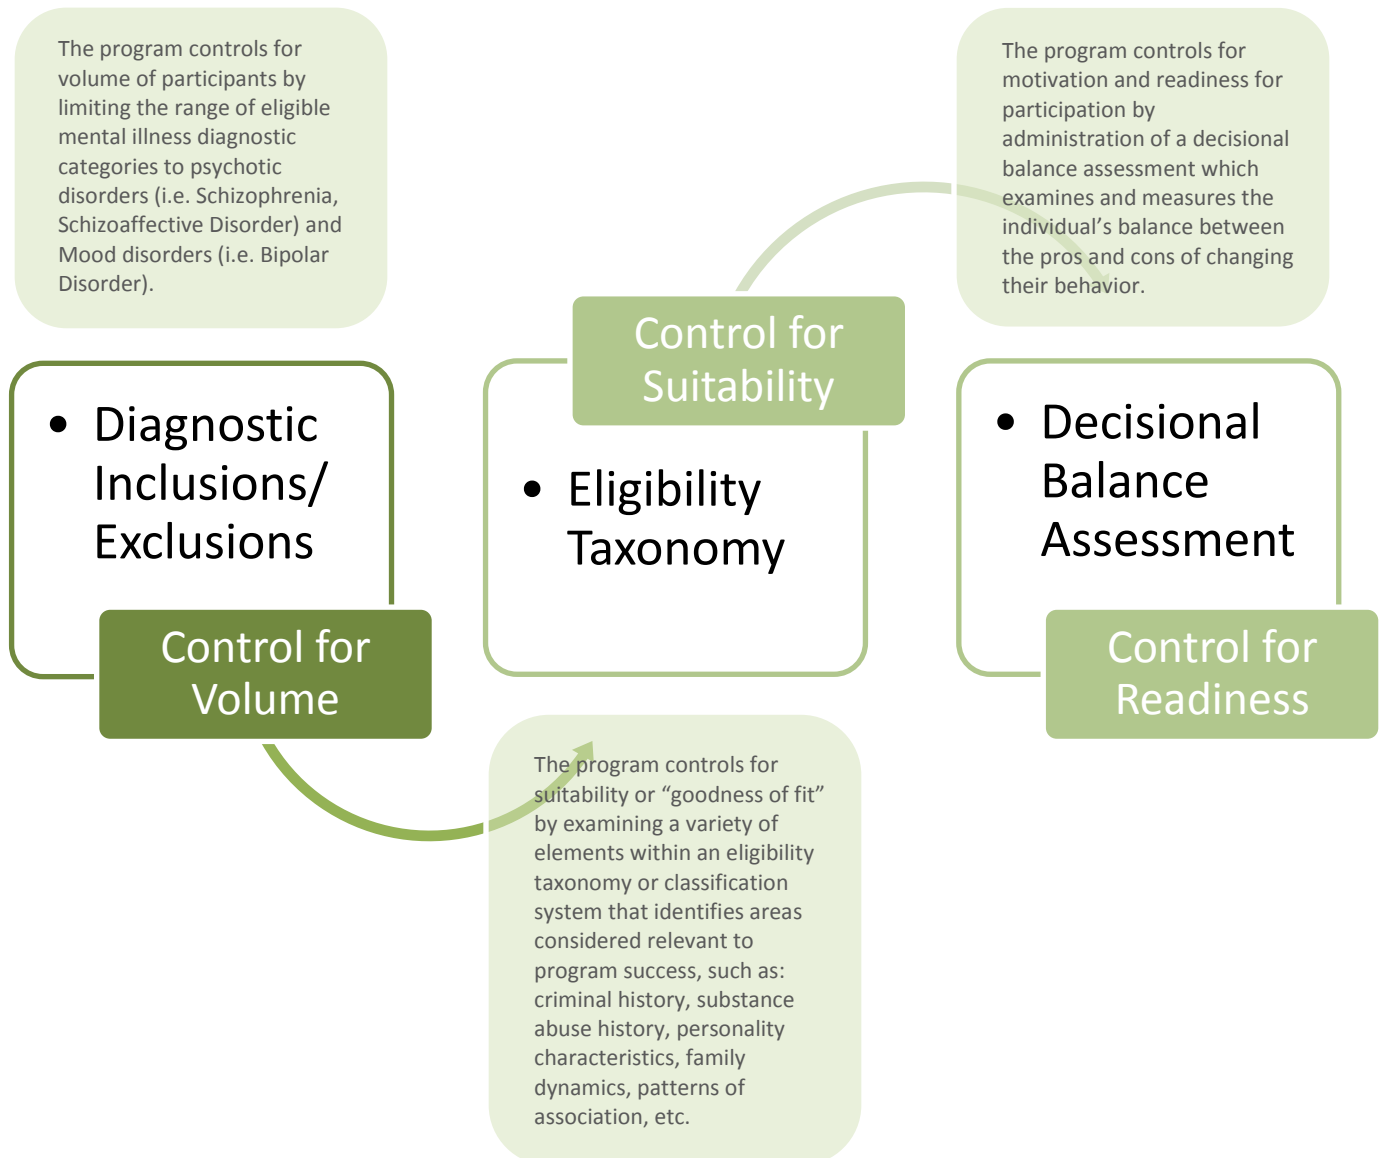 The program controls for
volume of participants by
limiting the range of eligible
mental illness diagnostic
categories to psychotic
disorders (i.e. Schizophrenia,
Schizoaffective Disorder) and
Mood disorders (i.e. Bipolar
Disorder).
• Diagnostic
Inclusions/
Exclusions
Control for
Volume
Control for
Suitability
• Eligibility
Taxonomy
The program controls for
suitability or “goodness of fit”
by examining a variety of
elements within an eligibility
taxonomy or classification
system that identifies areas
considered relevant to
program success, such as:
criminal history, substance
abuse history, personality
characteristics, family
dynamics, patterns of
association, etc.
The program controls for
motivation and readiness for
participation by
administration of a decisional
balance assessment which
examines and measures the
individual’s balance between
the pros and cons of changing
their behavior.
• Decisional
Balance
Assessment
Control for
Readiness